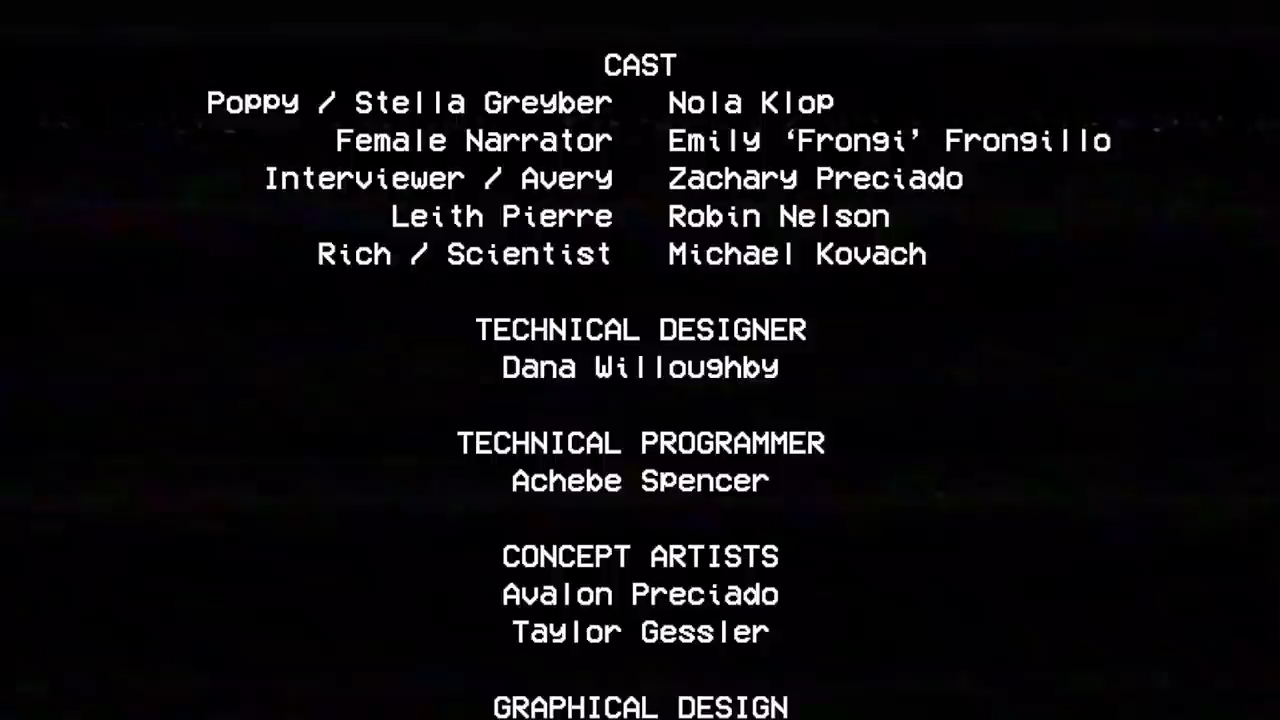 CAST
Poppy / Stella Greyber Nola Klop
Female Narrator Emily ‘Frongi’ Frongillo
Interviewer / Avery Zachary Preciado
Leith Pierre Robin Nelson
Rich / Scientist Michael Kovach
TECHNICAL DESIGNER
Dana Willoughby
TECHNICAL PROGRAMMER
Achebe Spencer
CONCEPT ARTISTS
Avalon Preciado
Taylor Gessler
GRAPHICAL DESIGN